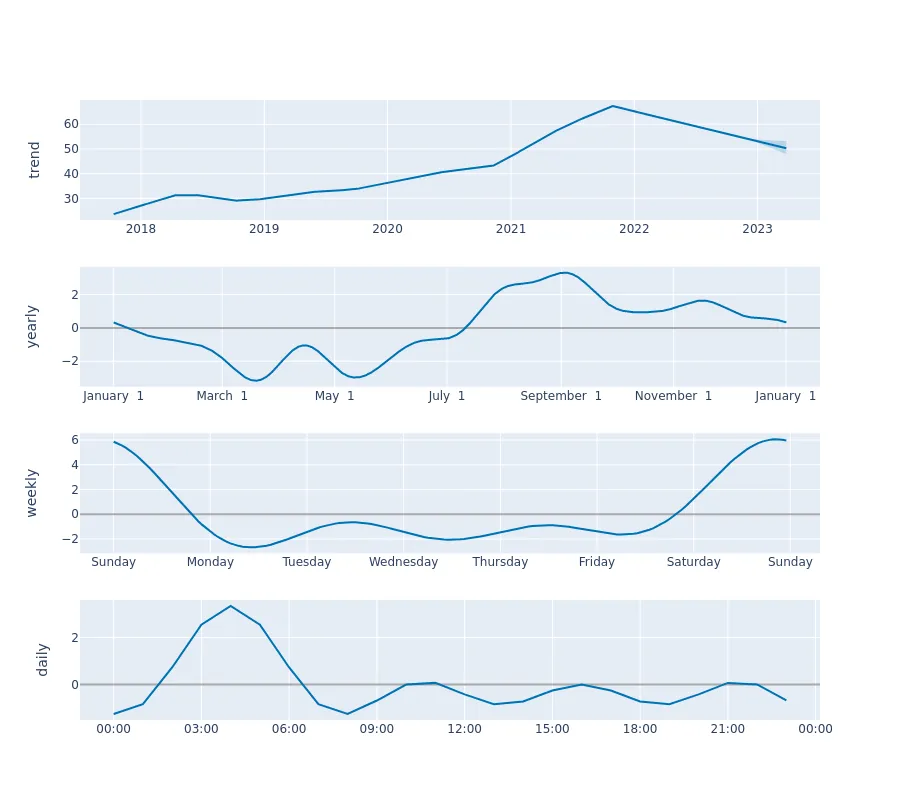 trend
60
50
40
30
2018 2019 2020 2021 2022 2023
yearly
2
0
−2
January 1 March 1 May 1 July 1 September 1 November 1 January 1
weekly
6
4
2
0
−2
Sunday Monday Tuesday Wednesday Thursday Friday Saturday Sunday
daily
2
0
00:00 03:00 06:00 09:00 12:00 15:00 18:00 21:00 00:00